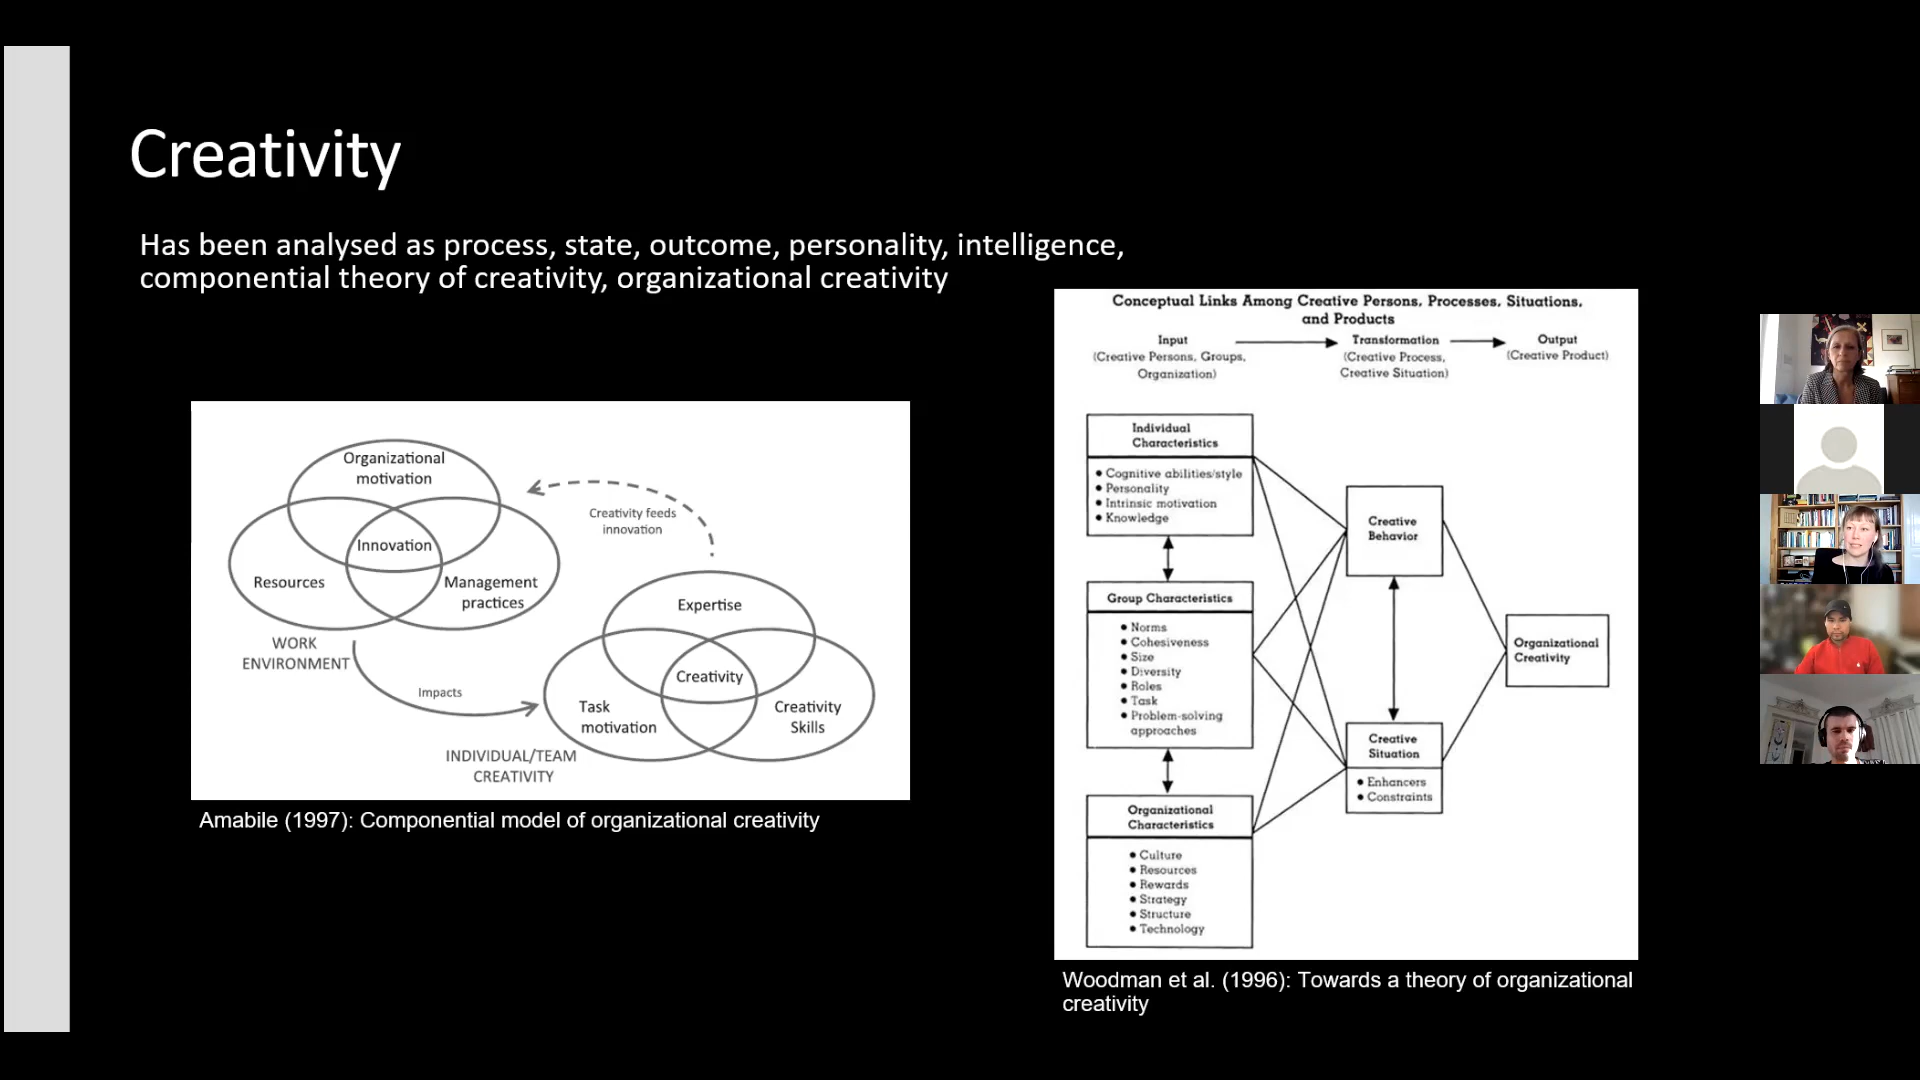 Creativity
Has been analysed as process, state, outcome, personality, intelligence,
componential theory of creativity, organizational creativity
Organizational
motivation
Innovation
Resources
Management
practices
WORK
ENVIRONMENT
Creativity feeds
innovation
Impacts
Expertise
Creativity
Task
motivation
Creativity
Skills
INDIVIDUAL/TEAM
CREATIVITY
Amabile (1997): Componential model of organizational creativity
Conceptual Links Among Creative Persons, Processes, Situations,
and Products
Input
(Creative Persons, Groups,
Organization)
Transformation
(Creative Process,
Creative Situation)
Output
(Creative Product)
Individual
Characteristics
• Cognitive abilities/style
• Personality
• Intrinsic motivation
• Knowledge
Group Characteristics
• Norms
• Cohesiveness
• Size
• Diversity
• Roles
• Task
• Problem-solving
approaches
Organizational
Characteristics
• Culture
• Resources
• Rewards
• Strategy
• Structure
• Technology
Creative
Behavior
Creative
Situation
• Enhancers
• Constraints
Organizational
Creativity
Woodman et al. (1996): Towards a theory of organizational
creativity